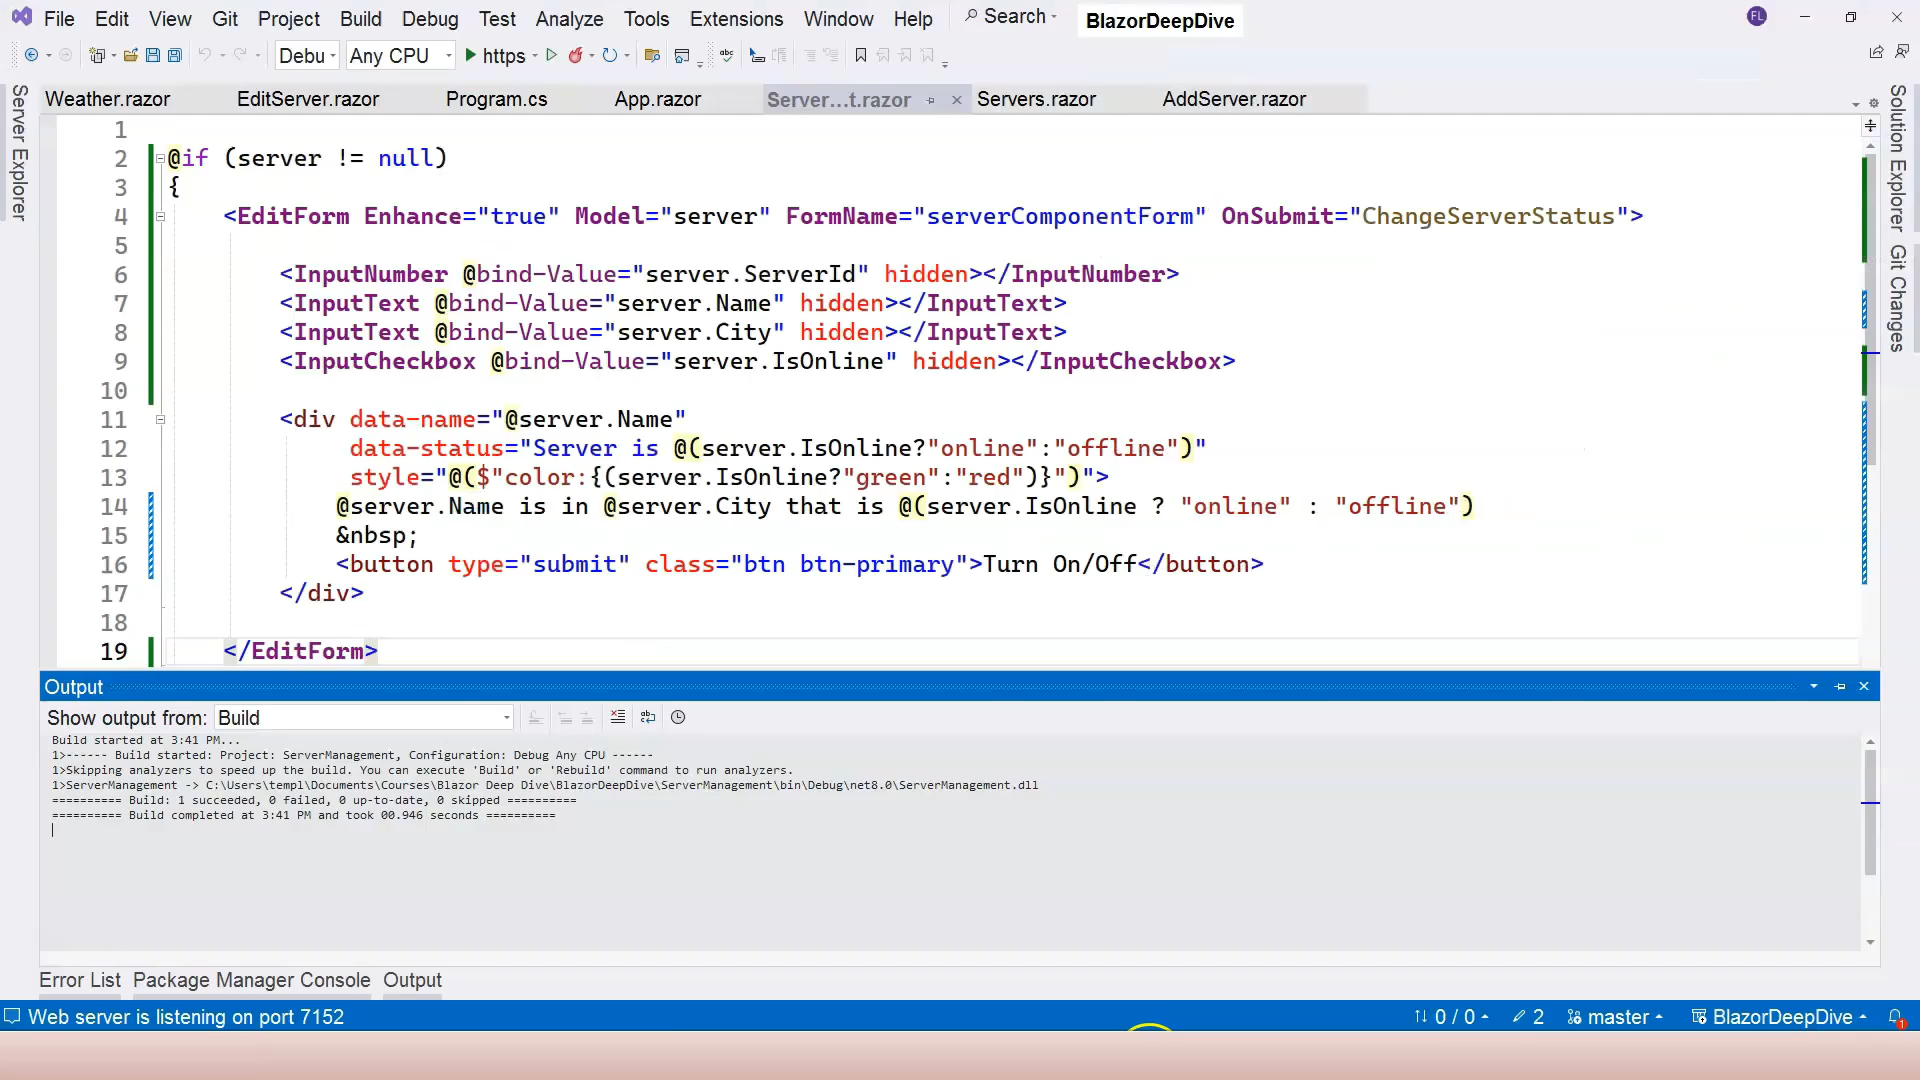 File Edit View Git Project Build Debug Test Analyze Tools Extensions Window Help Search BlazorDeepDive FL
Debu Any CPU https abc
Weather.razor EditServer.razor Program.cs App.razor Server...t.razor Servers.razor AddServer.razor
Server Explorer
Solution Explorer
Git Changes
1
2 @if (server != null)
3 {
4 <EditForm Enhance="true" Model="server" FormName="serverComponentForm" OnSubmit="ChangeServerStatus">
5
6 <InputNumber @bind-Value="server.ServerId" hidden></InputNumber>
7 <InputText @bind-Value="server.Name" hidden></InputText>
8 <InputText @bind-Value="server.City" hidden></InputText>
9 <InputCheckbox @bind-Value="server.IsOnline" hidden></InputCheckbox>
10
11 <div data-name="@server.Name"
12 data-status="Server is @(server.IsOnline?"online":"offline")"
13 style="@($"color:{(server.IsOnline?"green":"red")}")">
14 @server.Name is in @server.City that is @(server.IsOnline ? "online" : "offline")
15 &nbsp;
16 <button type="submit" class="btn btn-primary">Turn On/Off</button>
17 </div>
18
19 </EditForm>
Output
Show output from: Build
Build started at 3:41 PM...
1>------ Build started: Project: ServerManagement, Configuration: Debug Any CPU ------
1>Skipping analyzers to speed up the build. You can execute 'Build' or 'Rebuild' command to run analyzers.
1>ServerManagement -> C:\Users\templ\Documents\Courses\Blazor Deep Dive\BlazorDeepDive\ServerManagement\bin\Debug\net8.0\ServerManagement.dll
========== Build: 1 succeeded, 0 failed, 0 up-to-date, 0 skipped ==========
========== Build completed at 3:41 PM and took 00.946 seconds ==========
Error List Package Manager Console Output
Web server is listening on port 7152 0 / 0 2 master BlazorDeepDive 1